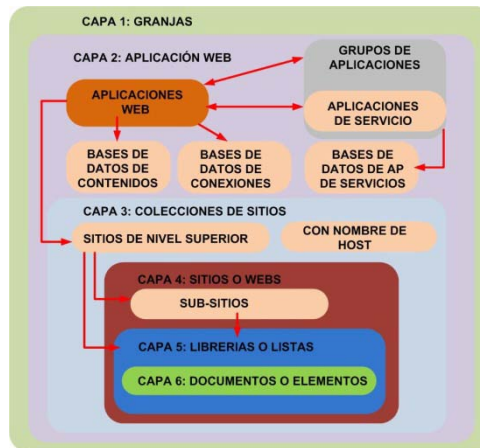 CAPA 1: GRANJAS
CAPA 2: APLICACIÓN WEB
GRUPOS DE
APLICACIONES
APLICACIONES
WEB
APLICACIONES
DE SERVICIO
BASES DE
DATOS DE
CONTENIDOS
BASES DE
DATOS DE
CONEXIONES
BASES DE
DATOS DE AP
DE SERVICIOS
CAPA 3: COLECCIONES DE SITIOS
SITIOS DE NIVEL SUPERIOR
CON NOMBRE DE
HOST
CAPA 4: SITIOS O WEBS
SUB-SITIOS
CAPA 5: LIBRERIAS O LISTAS
CAPA 6: DOCUMENTOS O ELEMENTOS